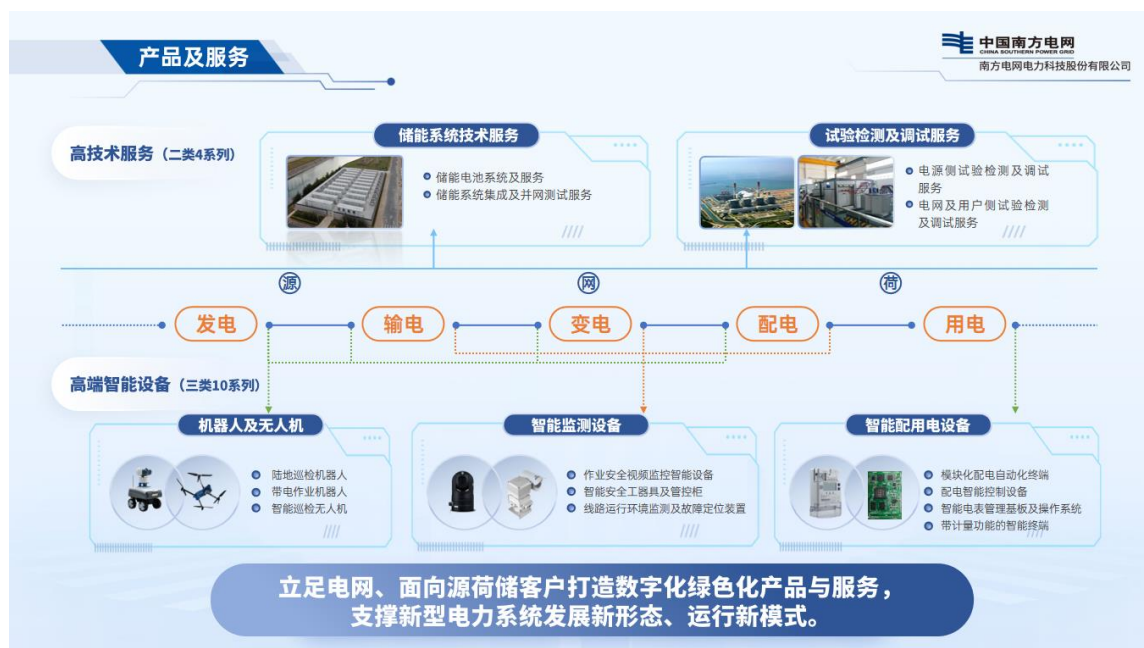 产品及服务
中国南方电网
CHINA SOUTHERN POWER GRID
南方电网电力科技股份有限公司
高技术服务（二类4系列）
储能系统技术服务
储能电池系统及服务
储能系统集成及并网测试服务
试验检测及调试服务
电源侧试验检测及调试
服务
电网及用户侧试验检测
及调试服务
源
网
荷
发电
输电
变电
配电
用电
高端智能设备（三类10系列）
机器人及无人机
陆地巡检机器人
带电作业机器人
智能巡检无人机
智能监测设备
作业安全视频监控智能设备
智能安全工器具及管控柜
线路运行环境监测及故障定位装置
智能配用电设备
模块化配电自动化终端
配电智能控制设备
智能电表管理基板及操作系统
带计量功能的智能终端
立足电网、面向源荷储客户打造数字化绿色化产品与服务，
支撑新型电力系统发展新形态、运行新模式。